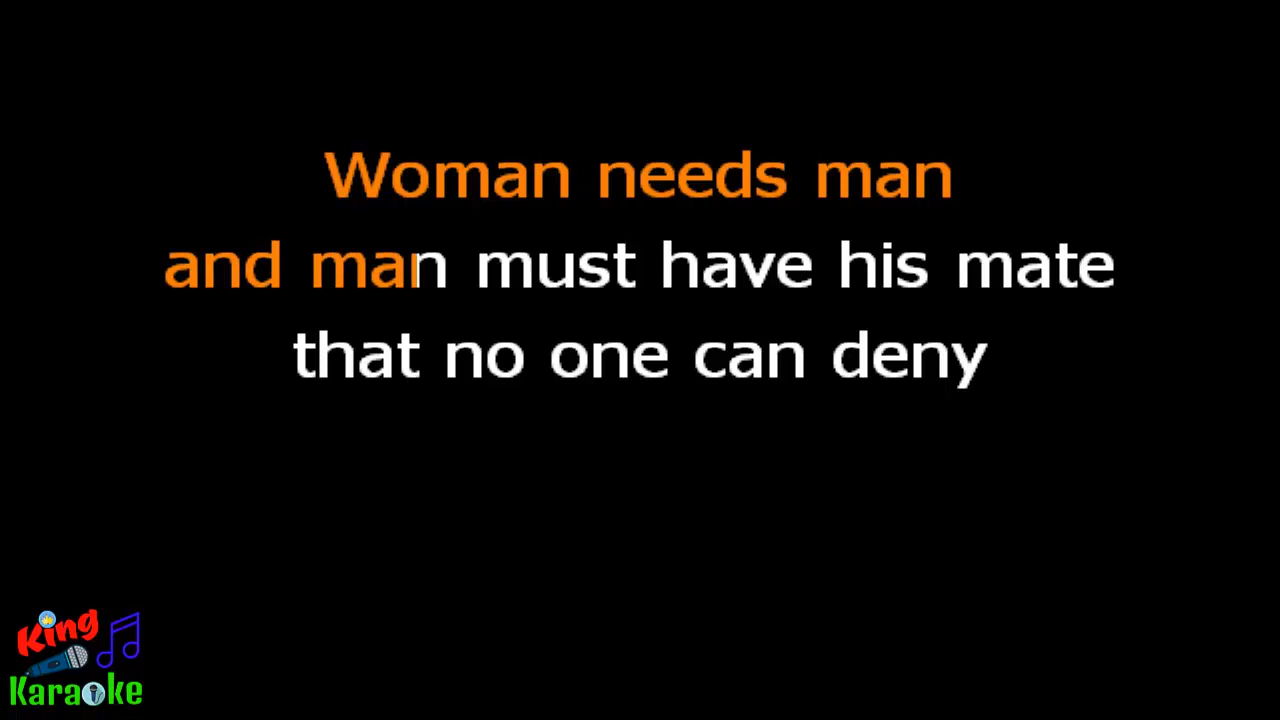 Woman needs man
and man must have his mate
that no one can deny
King
Karaoke